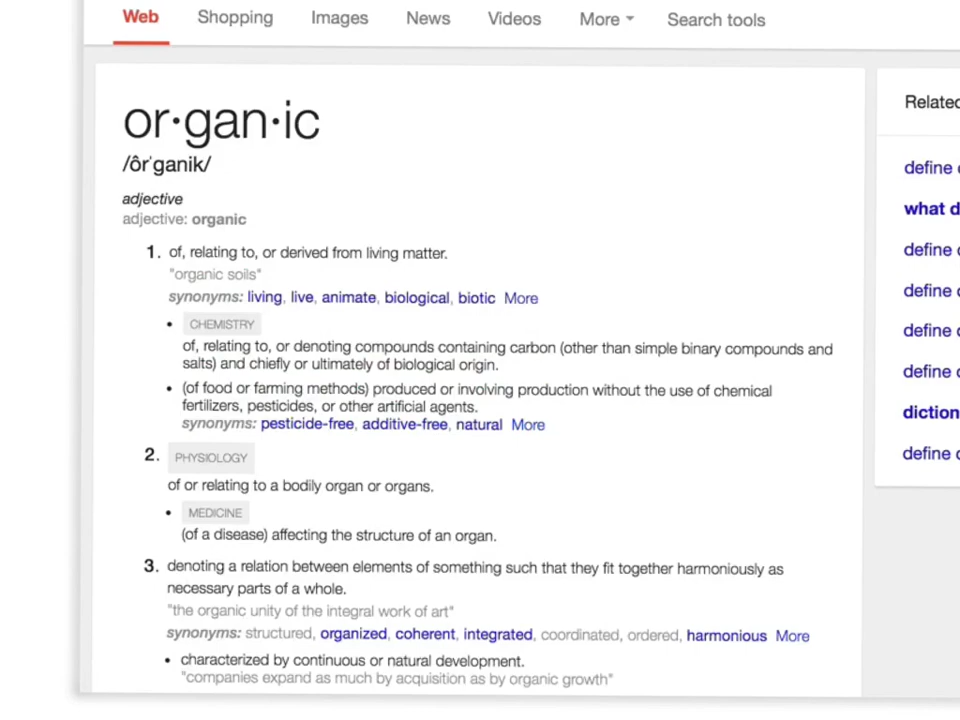 Web Shopping Images News Videos More Search tools
or·gan·ic
/ôrˈganik/
adjective
adjective: organic
1. of, relating to, or derived from living matter.
"organic soils"
synonyms: living, live, animate, biological, biotic More
• CHEMISTRY
of, relating to, or denoting compounds containing carbon (other than simple binary compounds and
salts) and chiefly or ultimately of biological origin.
• (of food or farming methods) produced or involving production without the use of chemical
fertilizers, pesticides, or other artificial agents.
synonyms: pesticide-free, additive-free, natural More
2. PHYSIOLOGY
of or relating to a bodily organ or organs.
• MEDICINE
(of a disease) affecting the structure of an organ.
3. denoting a relation between elements of something such that they fit together harmoniously as
necessary parts of a whole.
"the organic unity of the integral work of art"
synonyms: structured, organized, coherent, integrated, coordinated, ordered, harmonious More
• characterized by continuous or natural development.
"companies expand as much by acquisition as by organic growth"
define
what
define
define
define
define
define